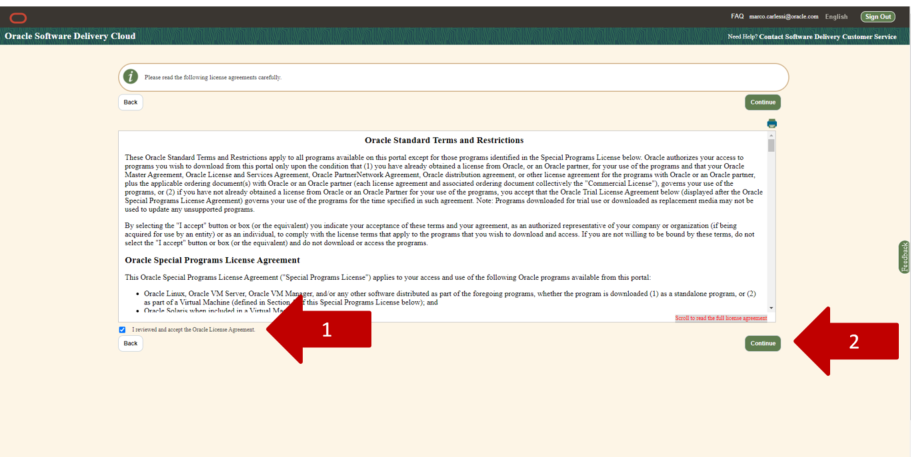 FAQ marco.carlessi@oracle.com English Sign Out
Oracle Software Delivery Cloud
Need Help? Contact Software Delivery Customer Service
Please read the following license agreements carefully.
Back
Continue
Oracle Standard Terms and Restrictions
These Oracle Standard Terms and Restrictions apply to all programs available on this portal except for those programs identified in the Special Programs License below. Oracle authorizes your access to
programs you wish to download from this portal only upon the condition that (1) you have already obtained a license from Oracle, or an Oracle partner, for your use of the programs and that your Oracle
Master Agreement, Oracle License and Services Agreement, Oracle PartnerNetwork Agreement, Oracle distribution agreement, or other license agreement for the programs with Oracle or an Oracle partner,
plus the applicable ordering document(s) with Oracle or an Oracle partner (each license agreement and associated ordering document collectively the "Commercial License"), governs your use of the
programs, or (2) if you have not already obtained a license from Oracle or an Oracle Partner for your use of the programs, you accept that the Oracle Trial License Agreement below (displayed after the Oracle
Special Programs License Agreement) governs your use of the programs for the time specified in such agreement. Note: Programs downloaded for trial use or downloaded as replacement media may not be
used to update any unsupported programs.
By selecting the "I accept" button or box (or the equivalent) you indicate your acceptance of these terms and your agreement, as an authorized representative of your company or organization (if being
acquired for use by an entity) or as an individual, to comply with the license terms that apply to the programs that you wish to download and access. If you are not willing to be bound by these terms, do not
select the "I accept" button or box (or the equivalent) and do not download or access the programs.
Oracle Special Programs License Agreement
This Oracle Special Programs License Agreement ("Special Programs License") applies to your access and use of the following Oracle programs available from this portal:
• Oracle Linux, Oracle VM Server, Oracle VM Manager, and/or any other software distributed as part of the foregoing programs, whether the program is downloaded (1) as a standalone program, or (2)
as part of a Virtual Machine (defined in Section of this Special Programs License below); and
• Oracle Solaris when included in a Virtual
Scroll to read the full license agreement
I reviewed and accept the Oracle License Agreement.
1
Back
Continue
2
Feedback